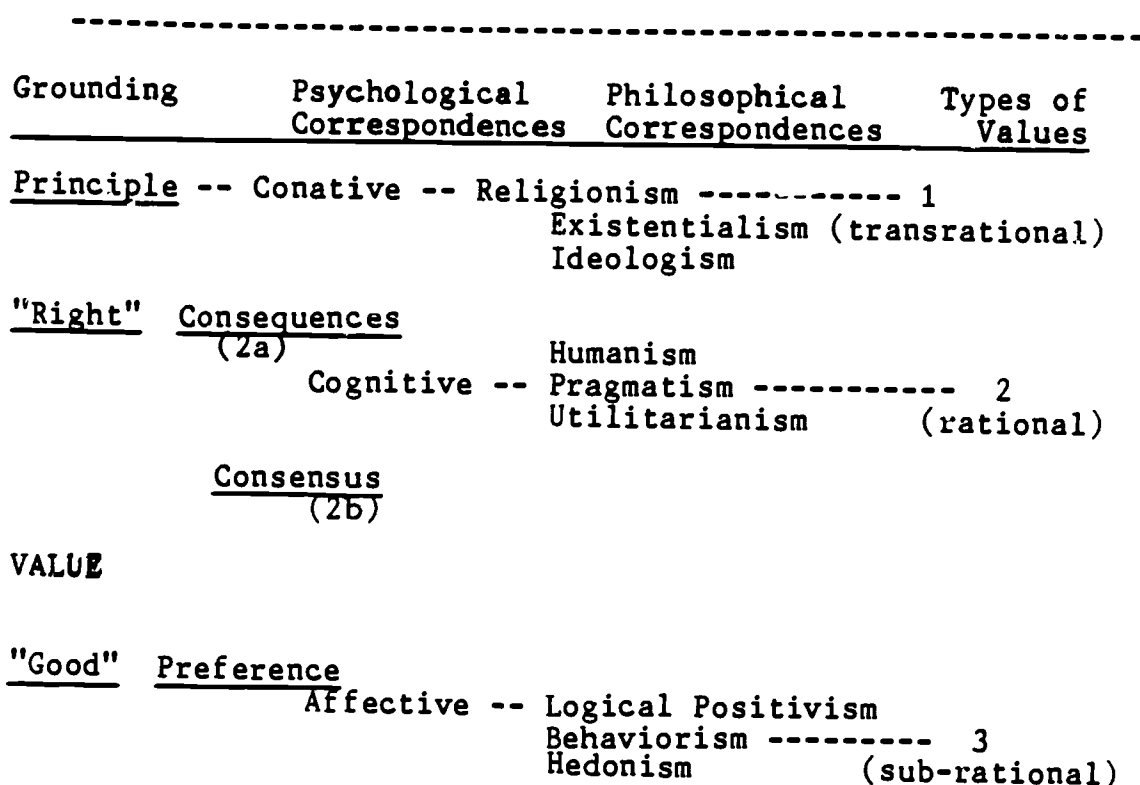 Grounding Psychological Philosophical Types of
Correspondences Correspondences Values
Principle -- Conative -- Religionism ----------- 1
Existentialism (transrational)
Ideologism
"Right" Consequences
(2a) Humanism
Cognitive -- Pragmatism ----------- 2
Utilitarianism (rational)
Consensus
(2b)
VALUE
"Good" Preference
Affective -- Logical Positivism
Behaviorism --------- 3
Hedonism (sub-rational)